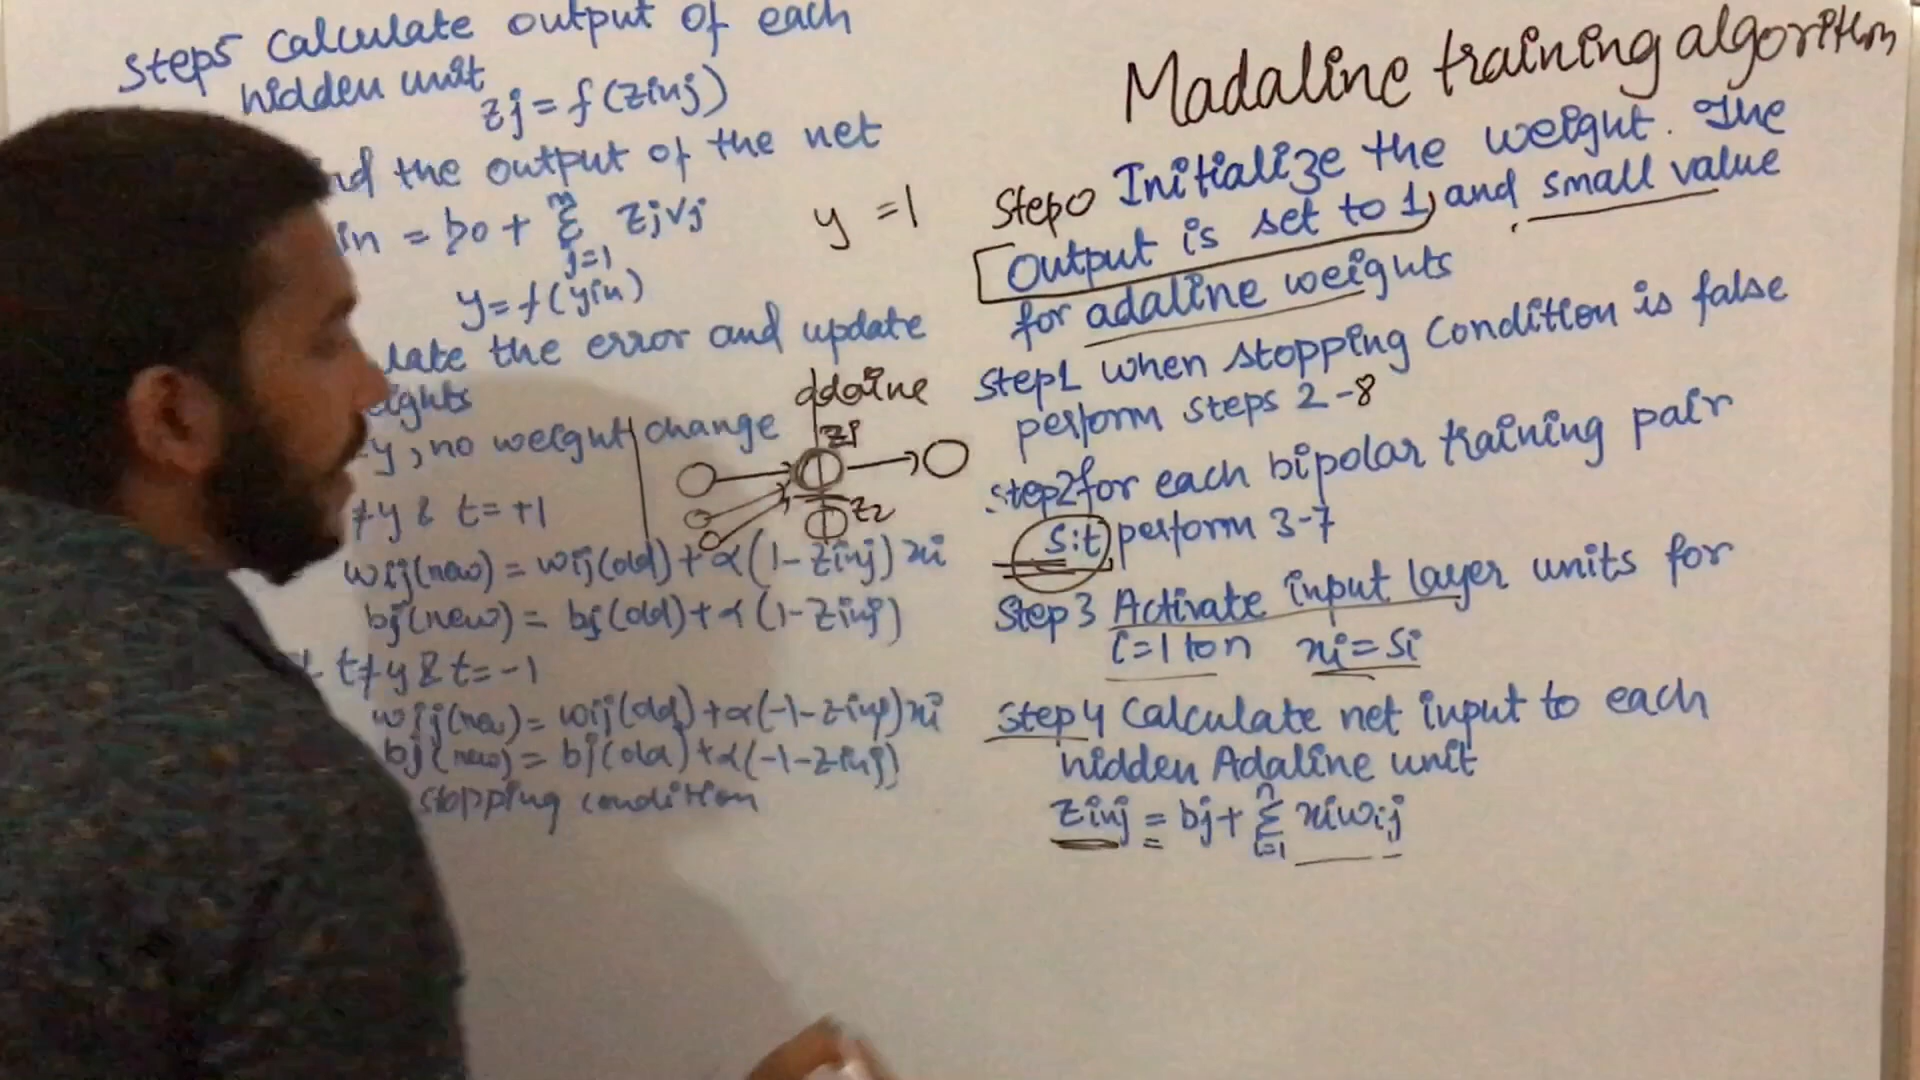 Madaline training algorithm
Step0 Initialize the weight. The
output is set to 1, and small value
for adaline weights
Step1 when stopping condition is false
perform steps 2-8
Step2 for each bipolar training pair
s:t perform 3-7
Step 3 Activate input layer units for
i=1 to n xi=si
Step 4 Calculate net input to each
hidden Adaline unit
zinj = bj + n Σ i=1 xiwij
Step5 Calculate output of each
hidden unit
zj = f(zinj)
the output of the net
in = b0 + Σ j=1 zjvj
y=f(yin)
y =1
the error and update
y, no weight change
adaline
z1
z2
≠y & t=+1
wij(new) = wij(old)+α(1-zinj)xi
bj(new) = bj(old)+α(1-zinj)
t≠y & t=-1
wij(new)=wij(old)+α(-1-zinj)xi
bj(new)= bj(old)+α(-1-zinj)
stopping condition